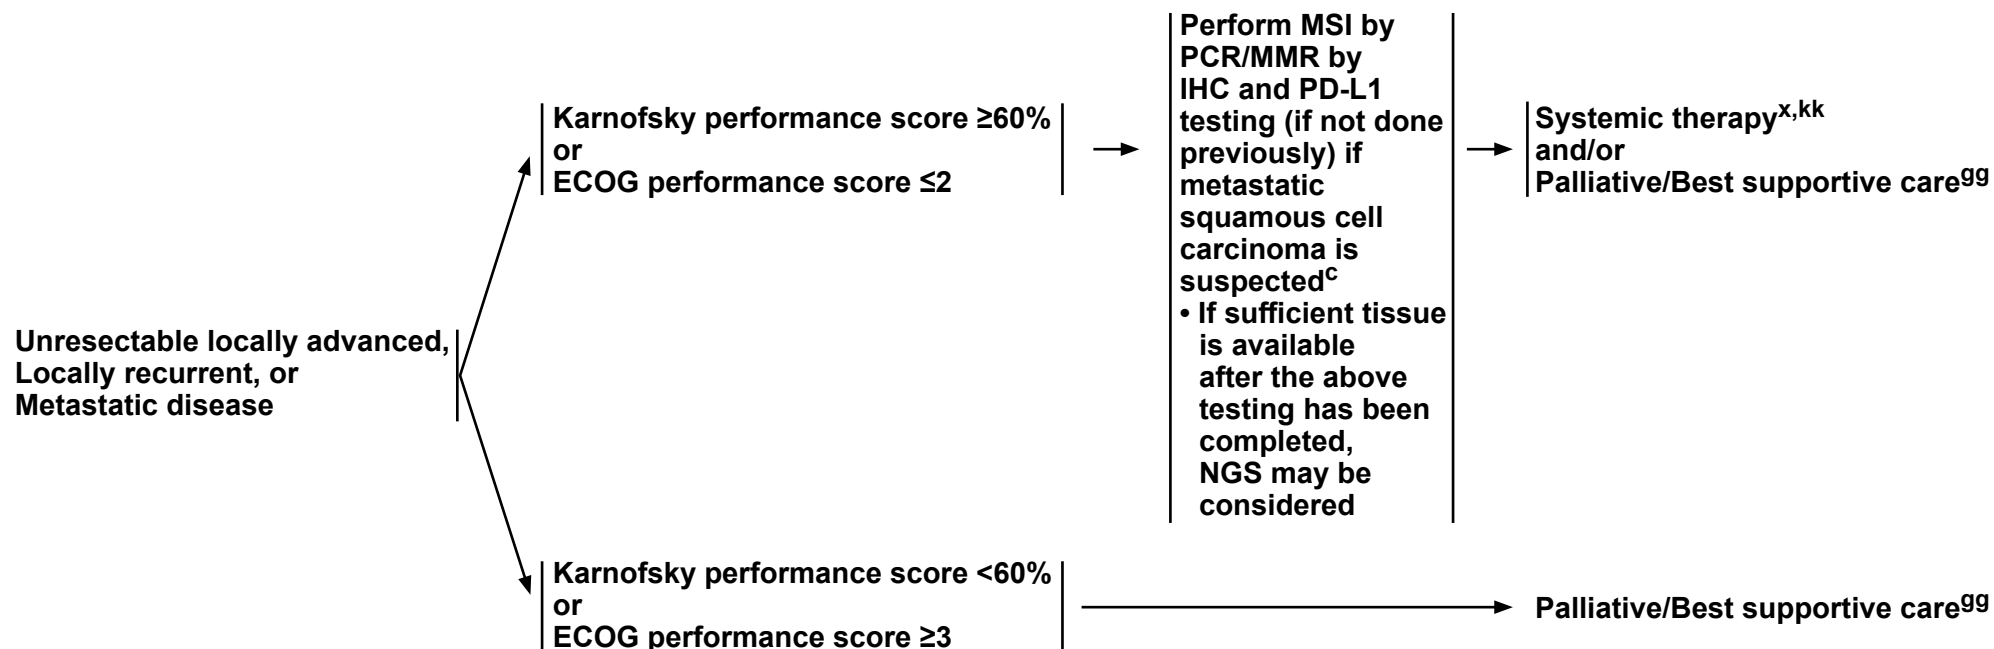 Unresectable locally advanced,
Locally recurrent, or
Metastatic disease
Karnofsky performance score ≥60%
or
ECOG performance score ≤2
Perform MSI by
PCR/MMR by
IHC and PD-L1
testing (if not done
previously) if
metastatic
squamous cell
carcinoma is
suspectedᶜ
• If sufficient tissue
is available
after the above
testing has been
completed,
NGS may be
considered
Systemic therapyˣ,ᵏᵏ
and/or
Palliative/Best supportive careᵍᵍ
Karnofsky performance score <60%
or
ECOG performance score ≥3
Palliative/Best supportive careᵍᵍ